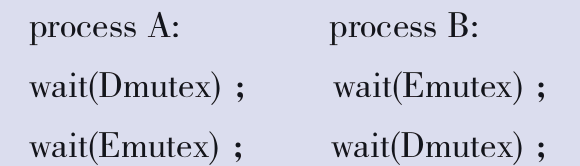 process A: process B:
wait(Dmutex) ; wait(Emutex) ;
wait(Emutex) ; wait(Dmutex) ;